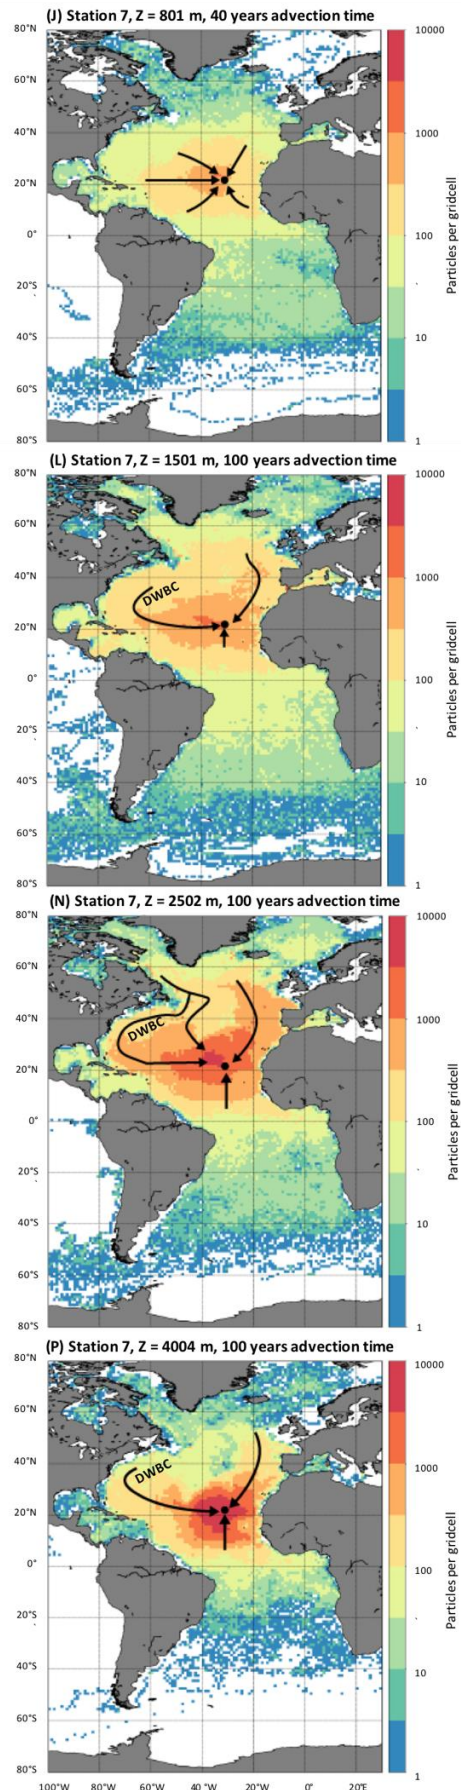 (J) Station 7, Z = 801 m, 40 years advection time
80°N
60°N
40°N
20°N
0°
20°S
40°S
60°S
80°S
10000
1000
100
10
1
Particles per gridcell
(L) Station 7, Z = 1501 m, 100 years advection time
80°N
60°N
40°N
20°N
0°
20°S
40°S
60°S
80°S
DWBC
10000
1000
100
10
1
Particles per gridcell
(N) Station 7, Z = 2502 m, 100 years advection time
80°N
60°N
40°N
20°N
0°
20°S
40°S
60°S
80°S
DWBC
10000
1000
100
10
1
Particles per gridcell
(P) Station 7, Z = 4004 m, 100 years advection time
80°N
60°N
40°N
20°N
0°
20°S
40°S
60°S
80°S
DWBC
10000
1000
100
10
1
Particles per gridcell
100°W 80°W 60°W 40°W 20°W 0° 20°E